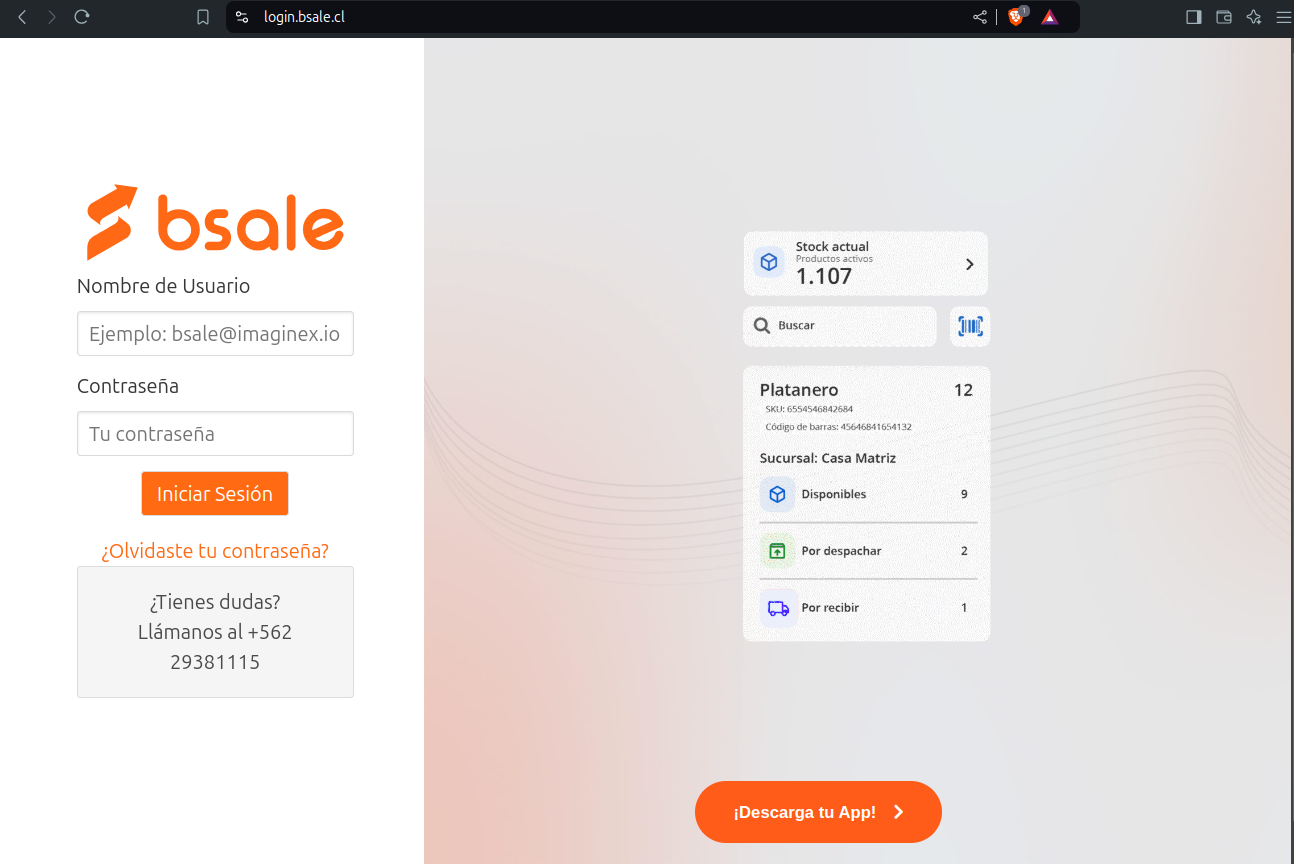 login.bsale.cl
1
bsale
Nombre de Usuario
Ejemplo: bsale@imaginex.io
Contraseña
Tu contraseña
Iniciar Sesión
¿Olvidaste tu contraseña?
¿Tienes dudas?
Llámanos al +562
29381115
Stock actual
Productos activos
1.107
Buscar
Platanero 12
SKU: 6554546842684
Código de barras: 45646841654132
Sucursal: Casa Matriz
Disponibles 9
Por despachar 2
Por recibir 1
¡Descarga tu App!